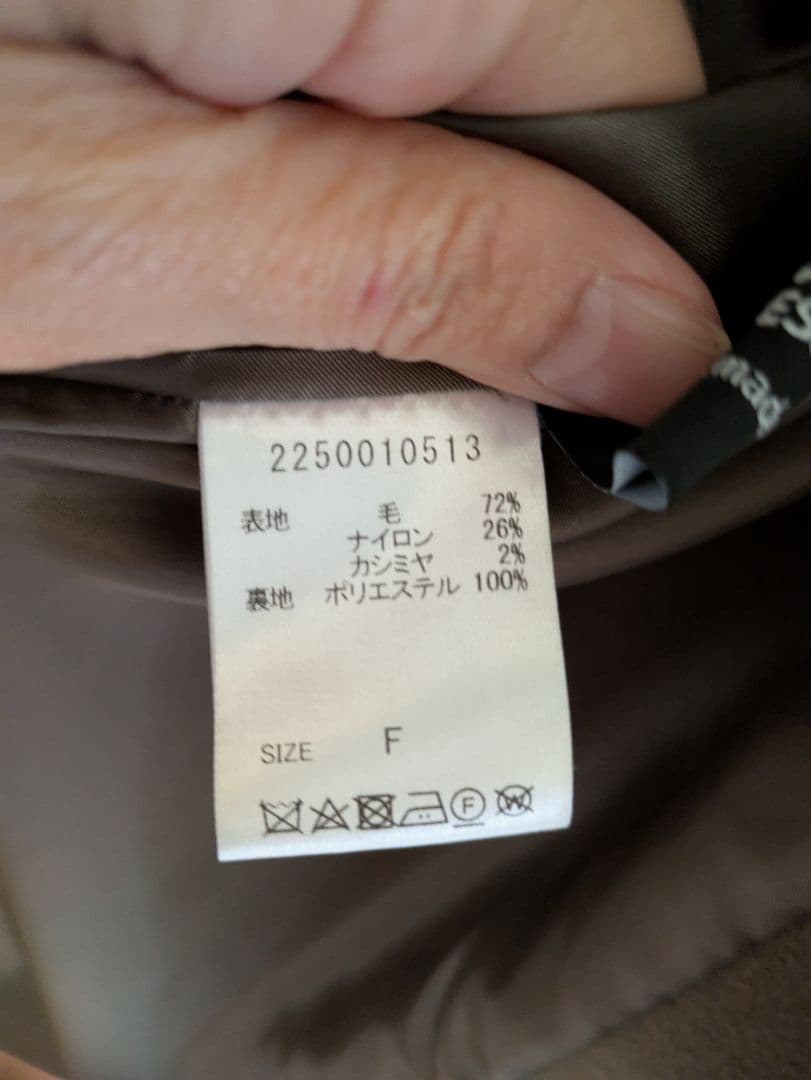 2250010513
表地 毛 72%
ナイロン 26%
カシミヤ 2%
裏地 ポリエステル 100%
SIZE F
F W